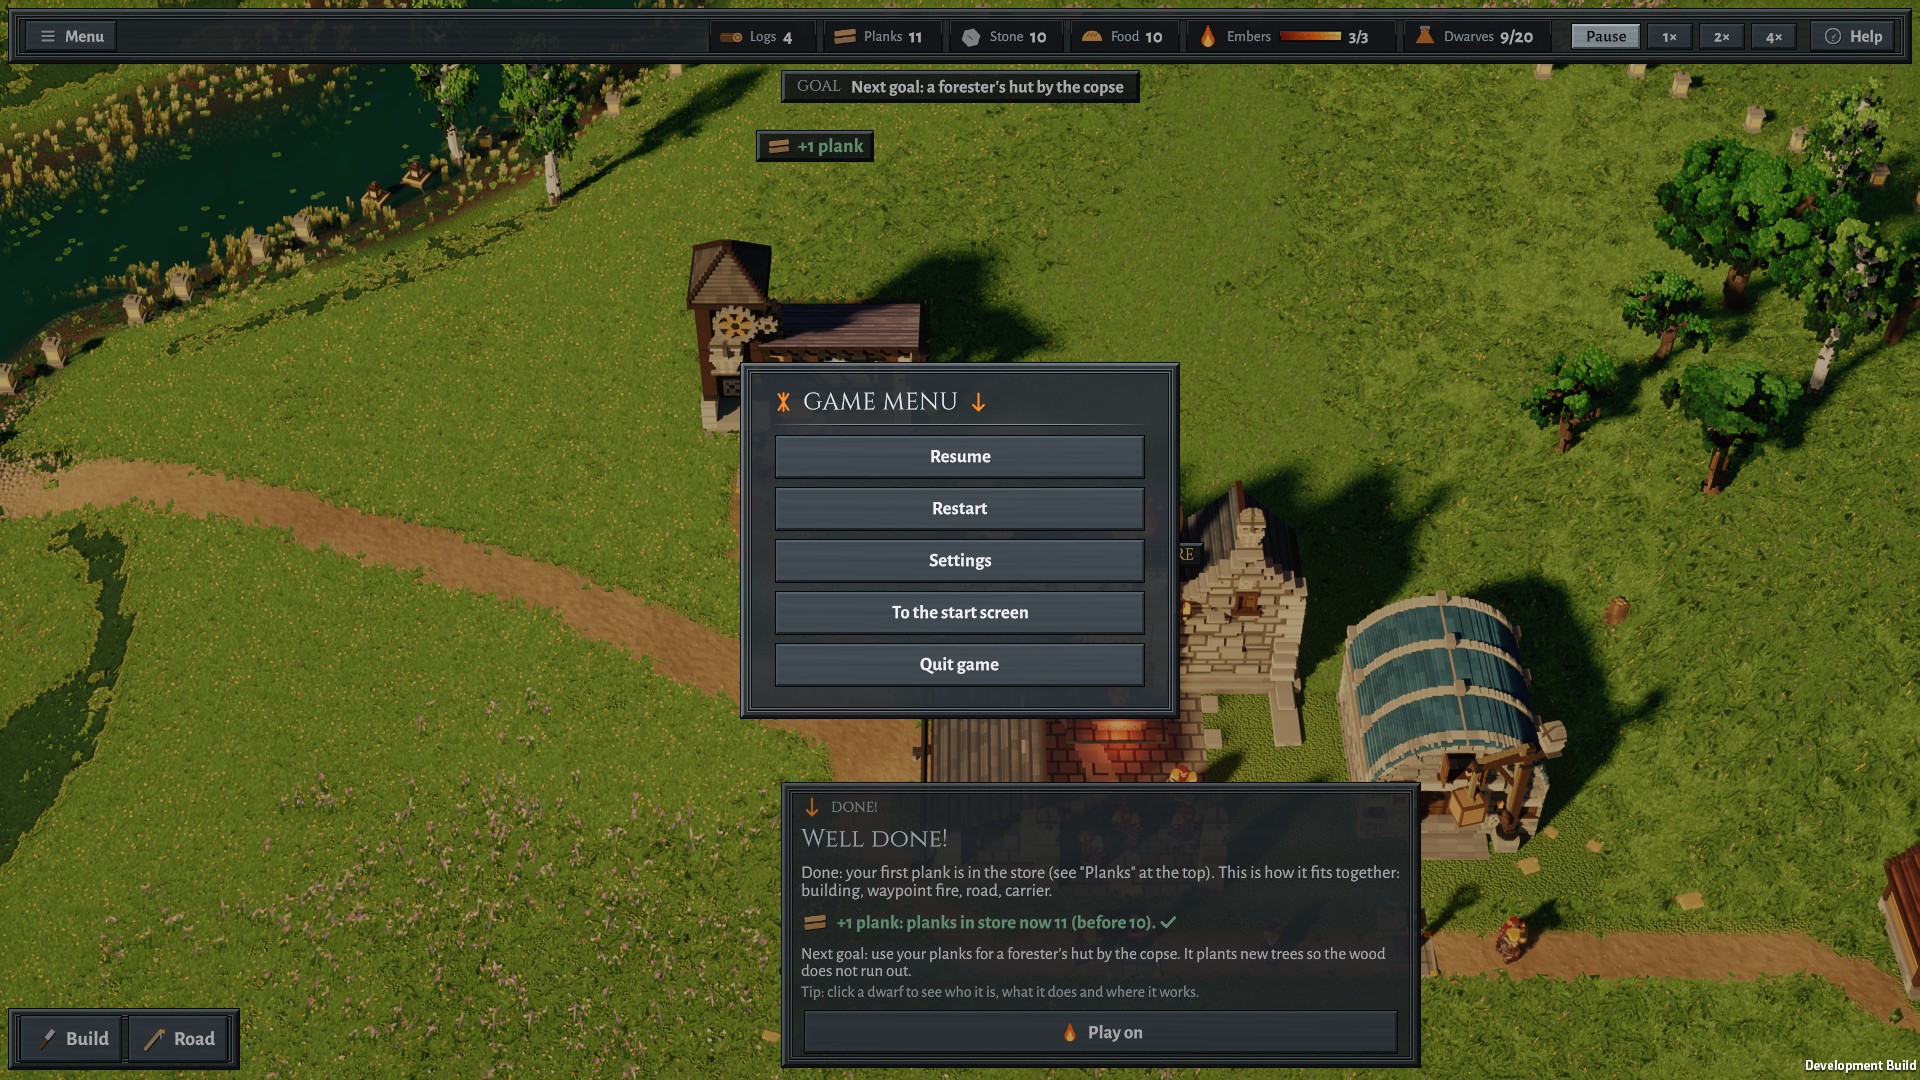 Menu
Logs 4
Planks 11
Stone 10
Food 10
Embers 3/3
Dwarves 9/20
Pause
1×
2×
4×
Help
GOAL Next goal: a forester's hut by the copse
+1 plank
GAME MENU
Resume
Restart
Settings
To the start screen
Quit game
DONE!
WELL DONE!
Done: your first plank is in the store (see "Planks" at the top). This is how it fits together:
building, waypoint fire, road, carrier.
+1 plank: planks in store now 11 (before 10).
Next goal: use your planks for a forester's hut by the copse. It plants new trees so the wood
does not run out.
Tip: click a dwarf to see who it is, what it does and where it works.
Play on
Build
Road
Development Build